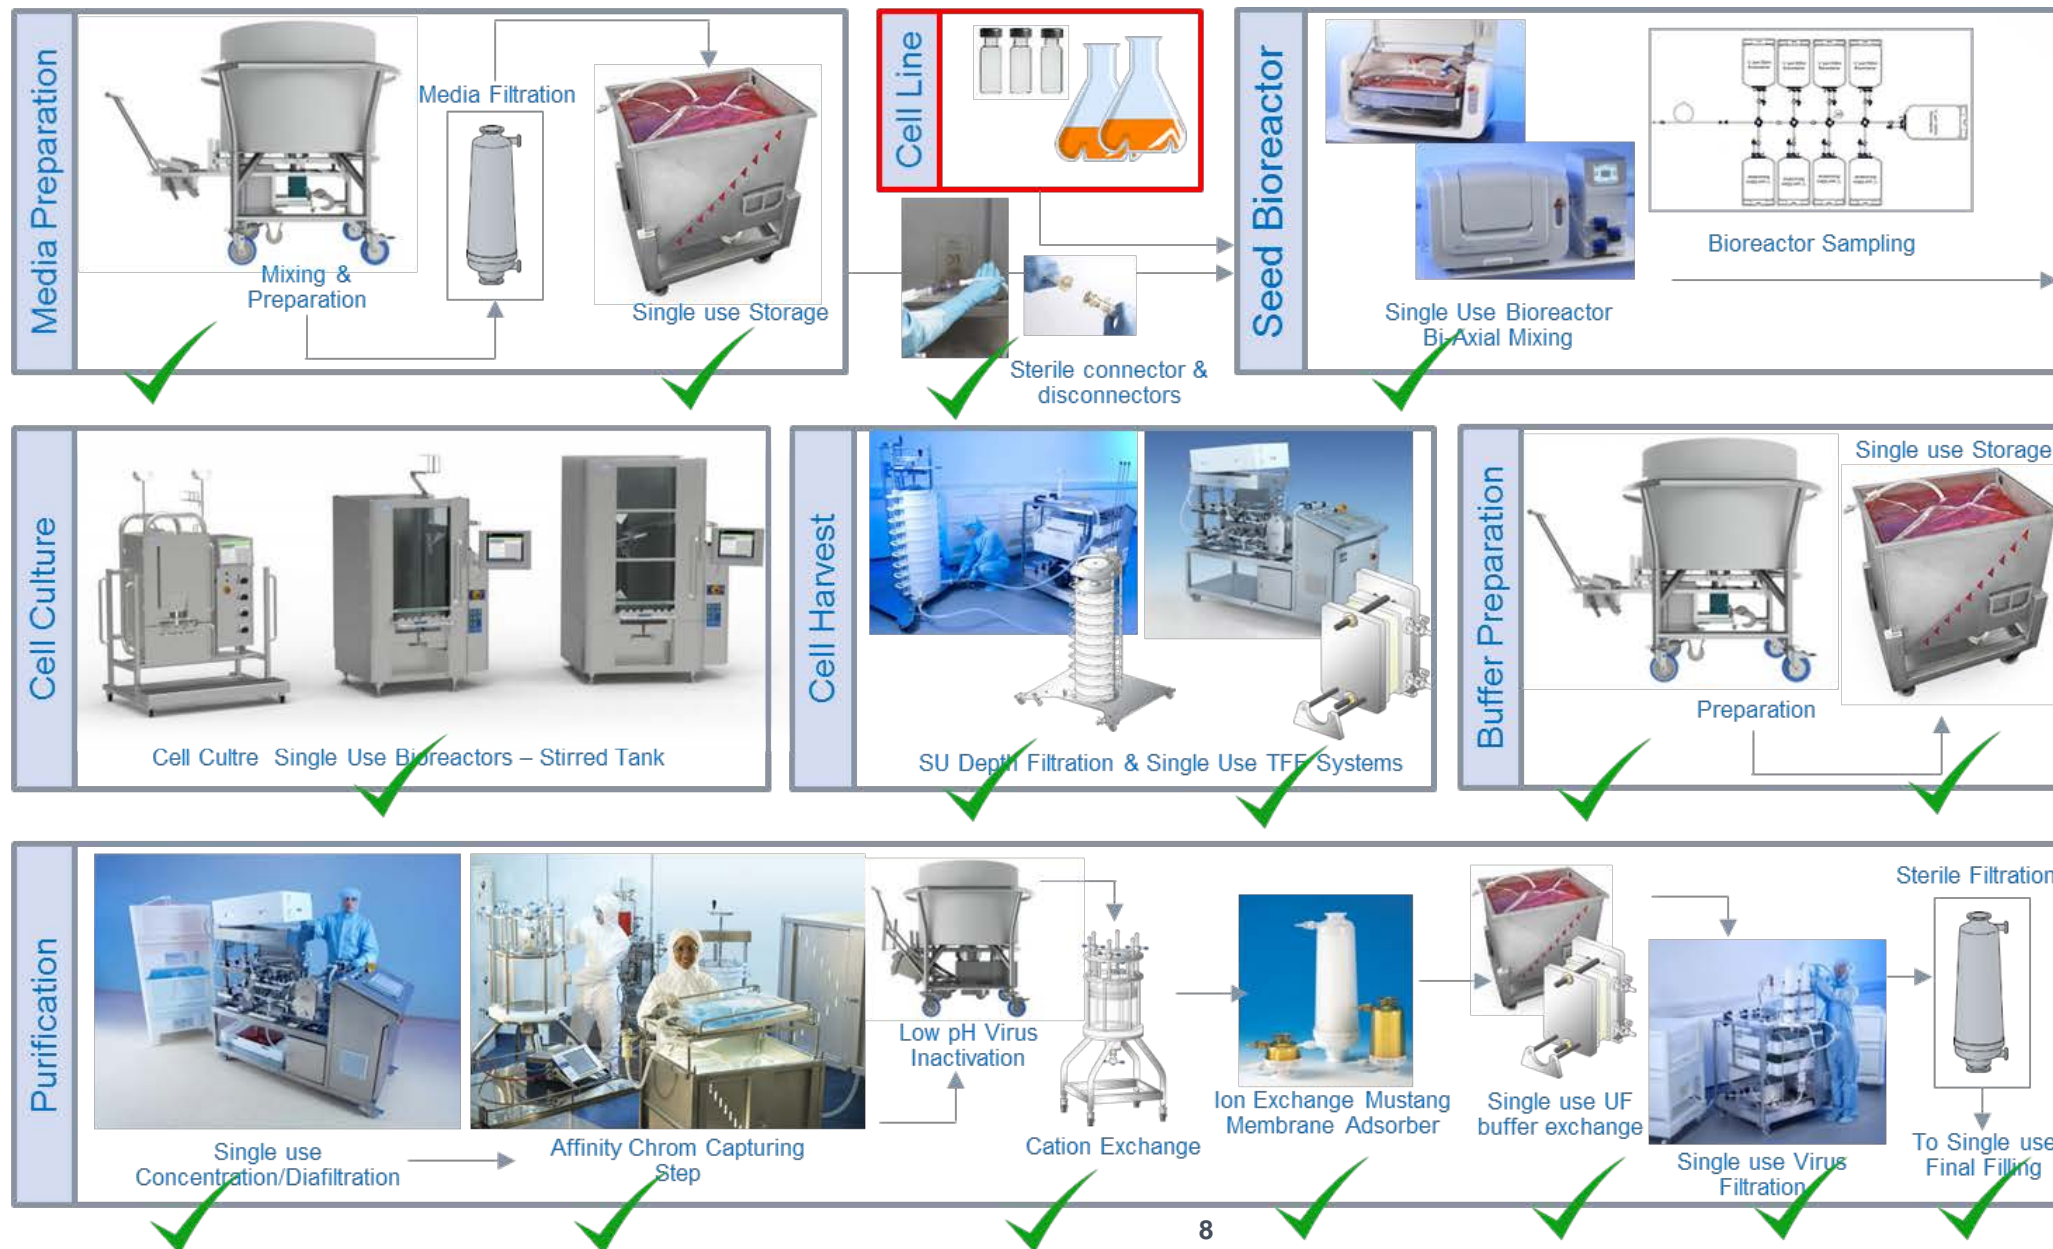 Media Preparation
Mixing &
Preparation
Media Filtration
Single use Storage
Cell Line
Sterile connector &
disconnectors
Seed Bioreactor
Single Use Bioreactor
Bi-Axial Mixing
Bioreactor Sampling
Cell Culture
Cell Cultre Single Use Bioreactors – Stirred Tank
Cell Harvest
SU Depth Filtration & Single Use TFF Systems
Buffer Preparation
Preparation
Single use Storage
Purification
Single use
Concentration/Diafiltration
Affinity Chrom Capturing
Step
Low pH Virus
Inactivation
Cation Exchange
Ion Exchange Mustang
Membrane Adsorber
Single use UF
buffer exchange
Single use Virus
Filtration
Sterile Filtration
To Single use
Final Filling
8